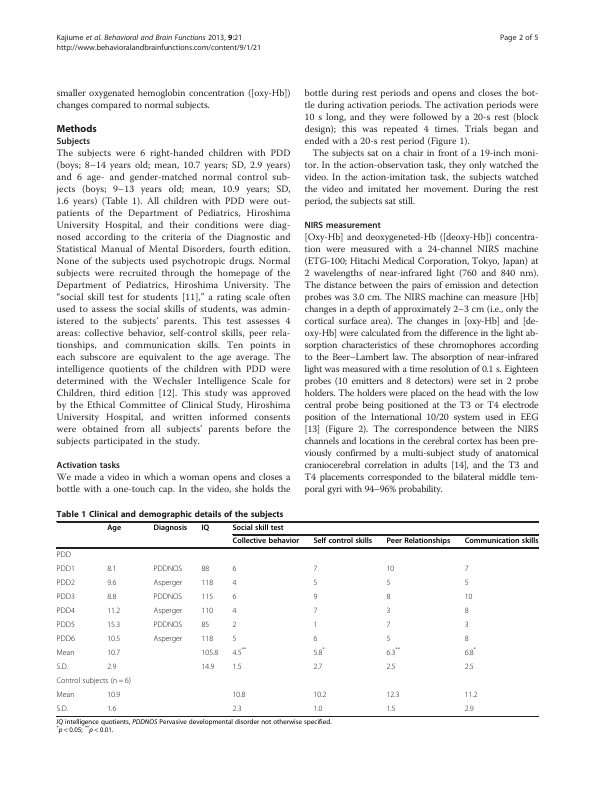 Kajiume et al. Behavioral and Brain Functions 2013, 9:21
http://www.behavioralandbrainfunctions.com/content/9/1/21
Page 2 of 5
smaller oxygenated hemoglobin concentration ([oxy-Hb])
changes compared to normal subjects.
Methods
Subjects
The subjects were 6 right-handed children with PDD
(boys; 8–14 years old; mean, 10.7 years; SD, 2.9 years)
and 6 age- and gender-matched normal control sub-
jects (boys; 9–13 years old; mean, 10.9 years; SD,
1.6 years) (Table 1). All children with PDD were out-
patients of the Department of Pediatrics, Hiroshima
University Hospital, and their conditions were diag-
nosed according to the criteria of the Diagnostic and
Statistical Manual of Mental Disorders, fourth edition.
None of the subjects used psychotropic drugs. Normal
subjects were recruited through the homepage of the
Department of Pediatrics, Hiroshima University. The
“social skill test for students [11],” a rating scale often
used to assess the social skills of students, was admin-
istered to the subjects' parents. This test assesses 4
areas: collective behavior, self-control skills, peer rela-
tionships, and communication skills. Ten points in
each subscore are equivalent to the age average. The
intelligence quotients of the children with PDD were
determined with the Wechsler Intelligence Scale for
Children, third edition [12]. This study was approved
by the Ethical Committee of Clinical Study, Hiroshima
University Hospital, and written informed consents
were obtained from all subjects' parents before the
subjects participated in the study.
Activation tasks
We made a video in which a woman opens and closes a
bottle with a one-touch cap. In the video, she holds the
bottle during rest periods and opens and closes the bot-
tle during activation periods. The activation periods were
10 s long, and they were followed by a 20-s rest (block
design); this was repeated 4 times. Trials began and
ended with a 20-s rest period (Figure 1).
The subjects sat on a chair in front of a 19-inch moni-
tor. In the action-observation task, they only watched the
video. In the action-imitation task, the subjects watched
the video and imitated her movement. During the rest
period, the subjects sat still.
NIRS measurement
[Oxy-Hb] and deoxygeneted-Hb ([deoxy-Hb]) concentra-
tion were measured with a 24-channel NIRS machine
(ETG-100; Hitachi Medical Corporation, Tokyo, Japan) at
2 wavelengths of near-infrared light (760 and 840 nm).
The distance between the pairs of emission and detection
probes was 3.0 cm. The NIRS machine can measure [Hb]
changes in a depth of approximately 2–3 cm (i.e., only the
cortical surface area). The changes in [oxy-Hb] and [de-
oxy-Hb] were calculated from the difference in the light ab-
sorption characteristics of these chromophores according
to the Beer–Lambert law. The absorption of near-infrared
light was measured with a time resolution of 0.1 s. Eighteen
probes (10 emitters and 8 detectors) were set in 2 probe
holders. The holders were placed on the head with the low
central probe being positioned at the T3 or T4 electrode
position of the International 10/20 system used in EEG
[13] (Figure 2). The correspondence between the NIRS
channels and locations in the cerebral cortex has been pre-
viously confirmed by a multi-subject study of anatomical
craniocerebral correlation in adults [14], and the T3 and
T4 placements corresponded to the bilateral middle tem-
poral gyri with 94–96% probability.
Table 1 Clinical and demographic details of the subjects
Age Diagnosis IQ Social skill test
Collective behavior Self control skills Peer Relationships Communication skills
PDD
PDD1 8.1 PDDNOS 88 6 7 10 7
PDD2 9.6 Asperger 118 4 5 5 5
PDD3 8.8 PDDNOS 115 6 9 8 10
PDD4 11.2 Asperger 110 4 7 3 8
PDD5 15.3 PDDNOS 85 2 1 7 3
PDD6 10.5 Asperger 118 5 6 5 8
Mean 10.7 105.8 4.5** 5.8* 6.3** 6.8*
S.D. 2.9 14.9 1.5 2.7 2.5 2.5
Control subjects (n = 6)
Mean 10.9 10.8 10.2 12.3 11.2
S.D. 1.6 2.3 1.0 1.5 2.9
IQ intelligence quotients, PDDNOS Pervasive developmental disorder not otherwise specified.
*p < 0.05; **p < 0.01.